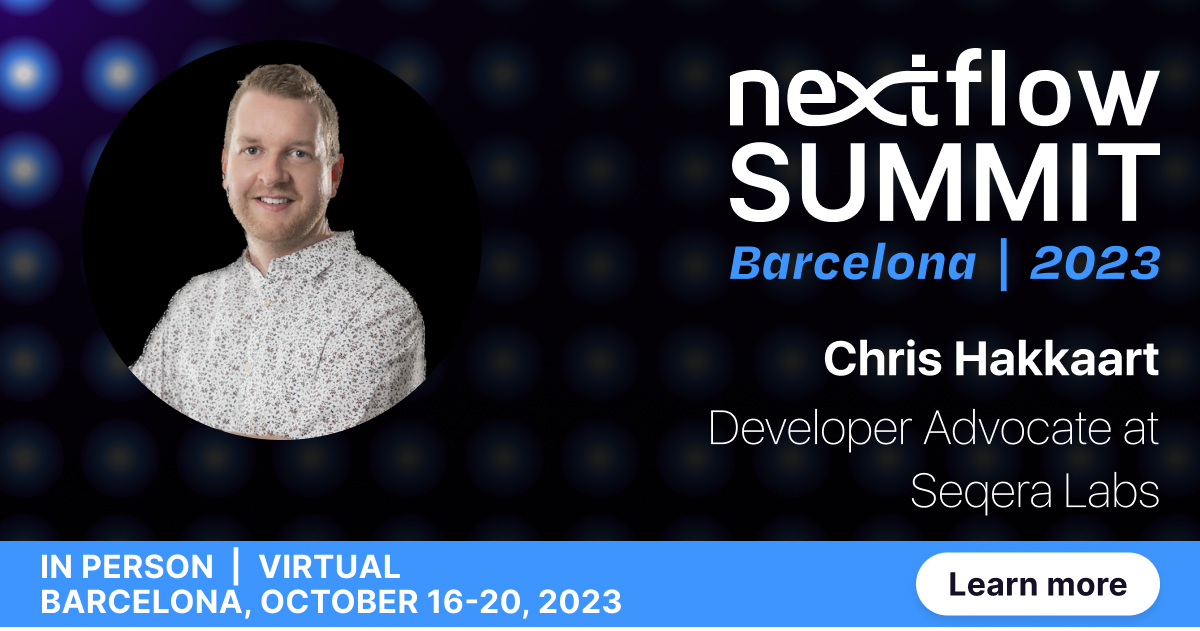 nextflow
SUMMIT
Barcelona | 2023
Chris Hakkaart
Developer Advocate at
Seqera Labs
IN PERSON | VIRTUAL
BARCELONA, OCTOBER 16-20, 2023
Learn more